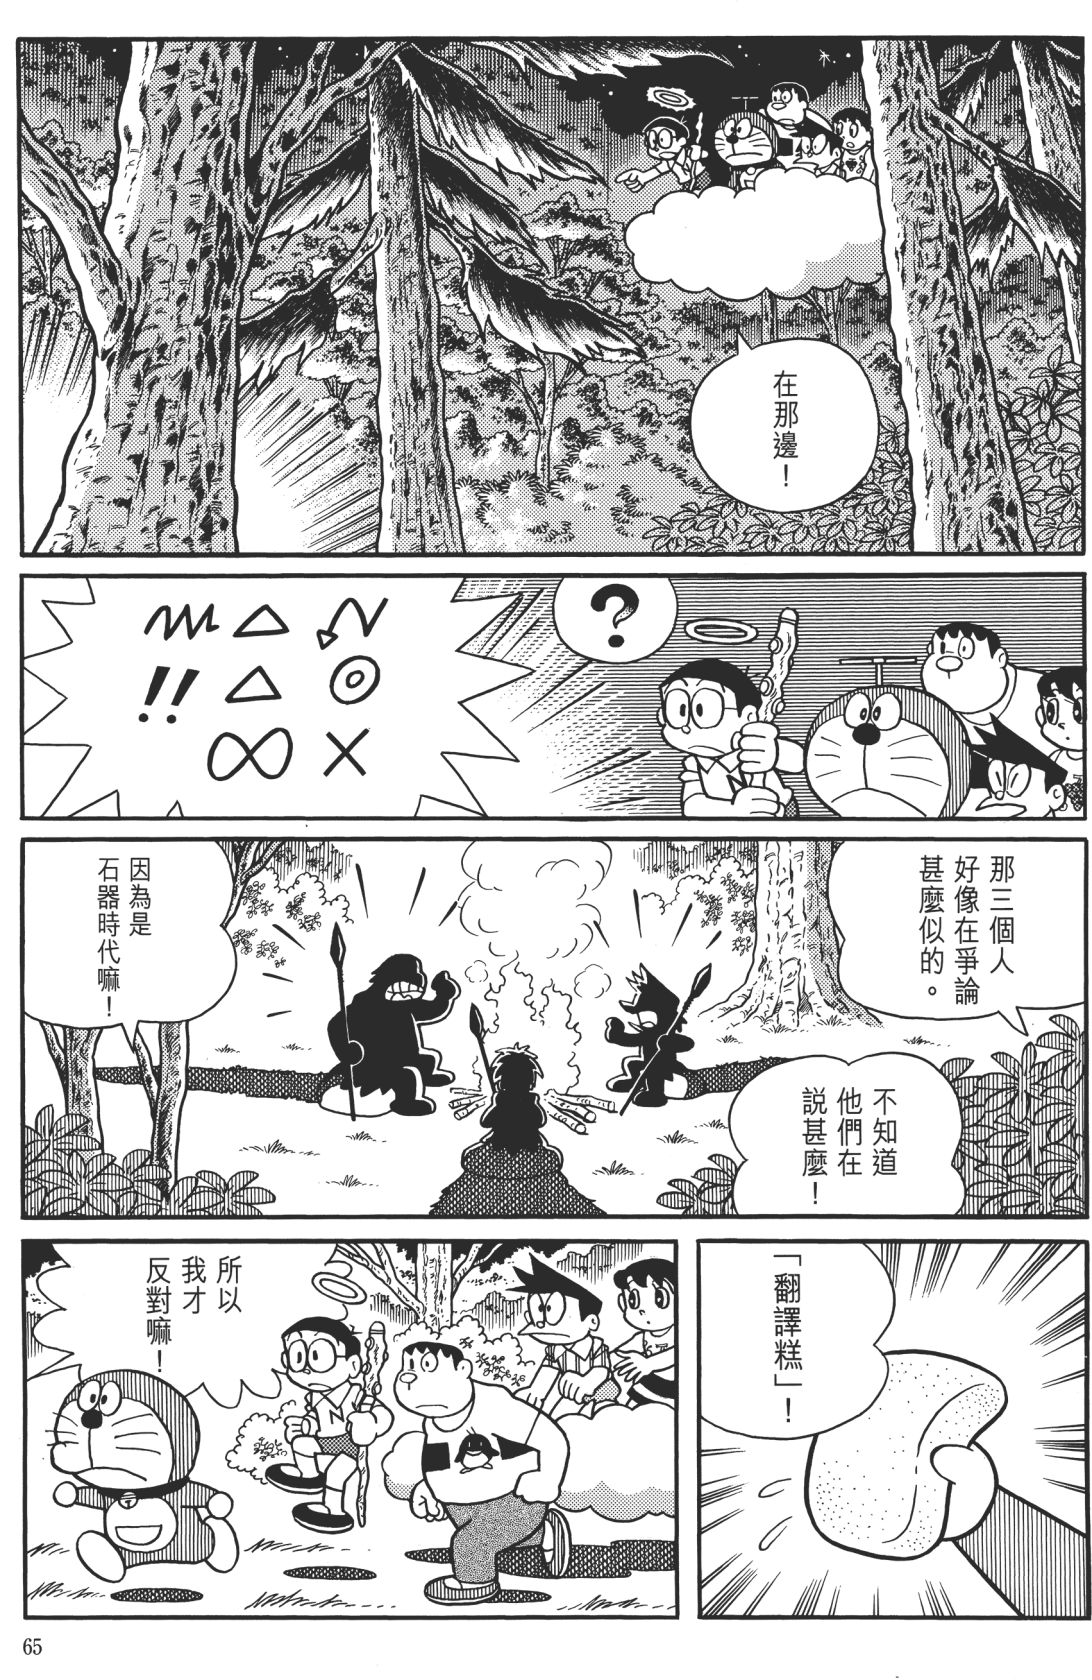 在那邊！
?
◎×
△△∞
!!
那三個人
好像在爭論
甚麼似的。
不知道
他們在
說甚麼！
因為是
石器時代嘛！
「翻譯糕」！
所以
我才
反對嘛！
N
65